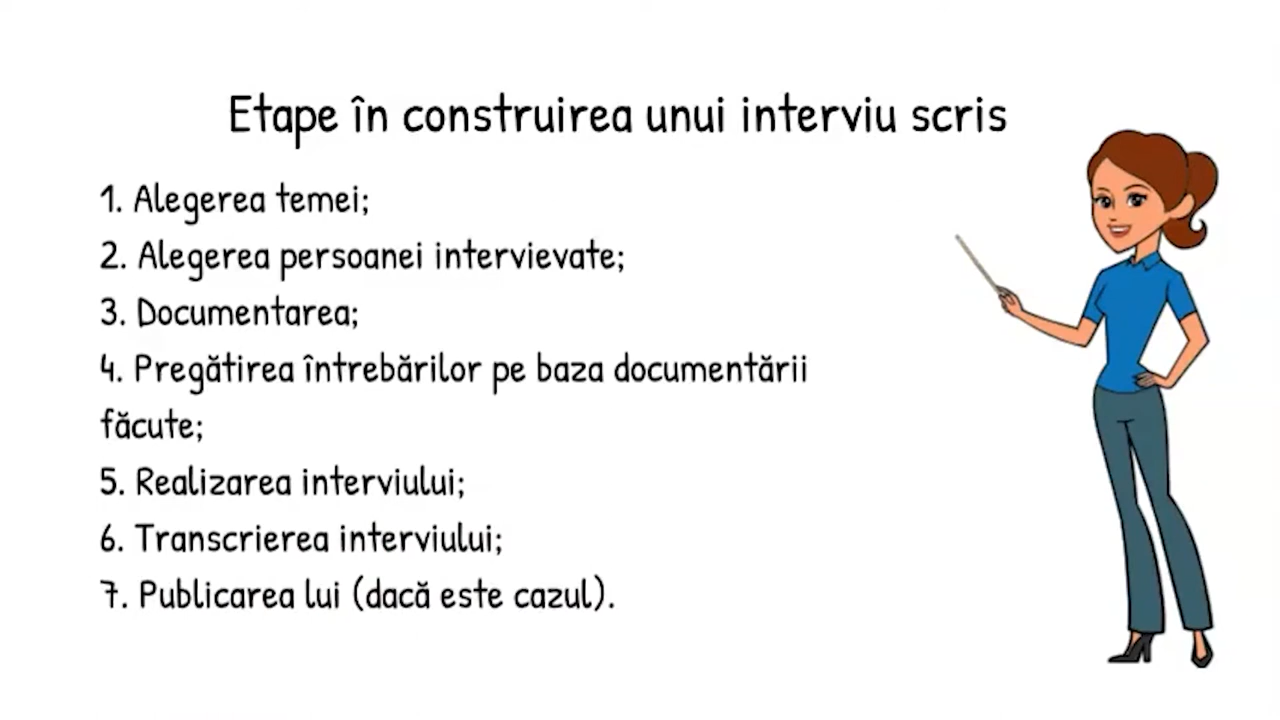 Etape în construirea unui interviu scris
1. Alegerea temei;
2. Alegerea persoanei intervievate;
3. Documentarea;
4. Pregătirea întrebărilor pe baza documentării
făcute;
5. Realizarea interviului;
6. Transcrierea interviului;
7. Publicarea lui (dacă este cazul).